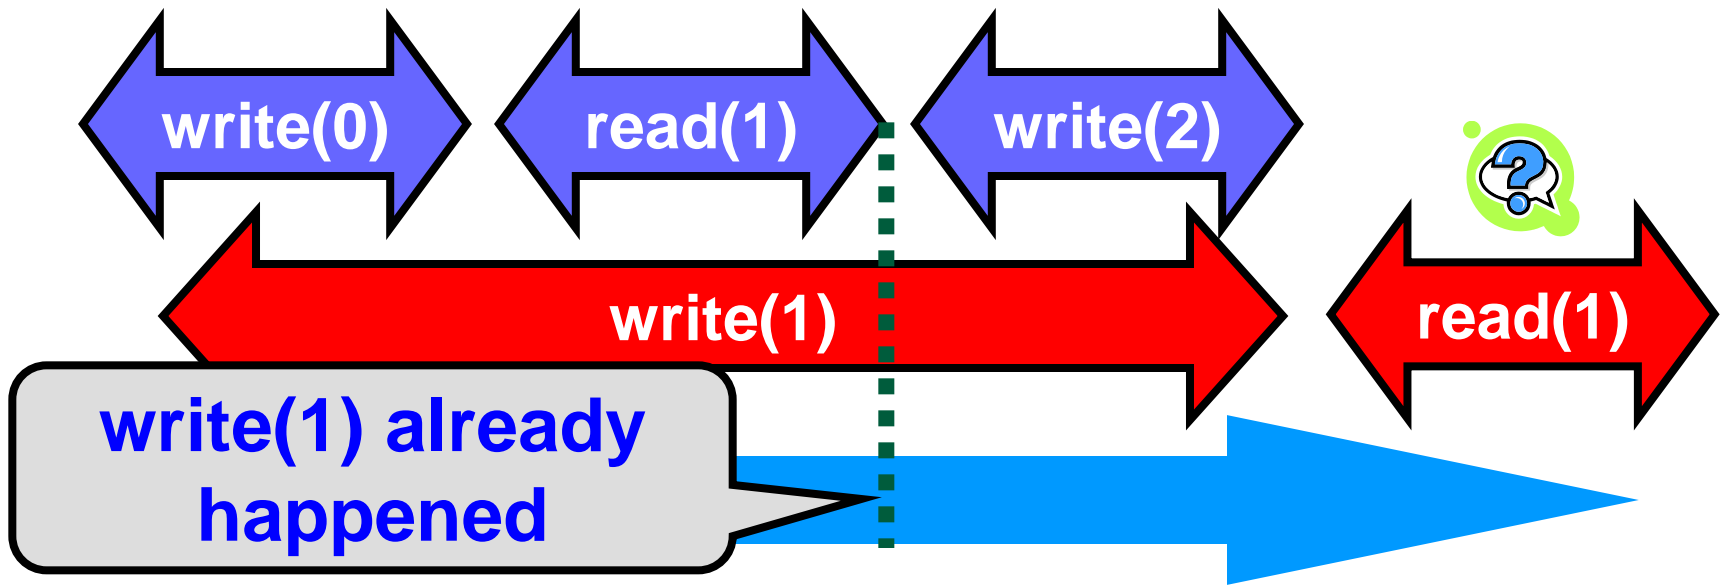 write(0)
read(1)
write(2)
?
write(1)
read(1)
write(1) already
happened